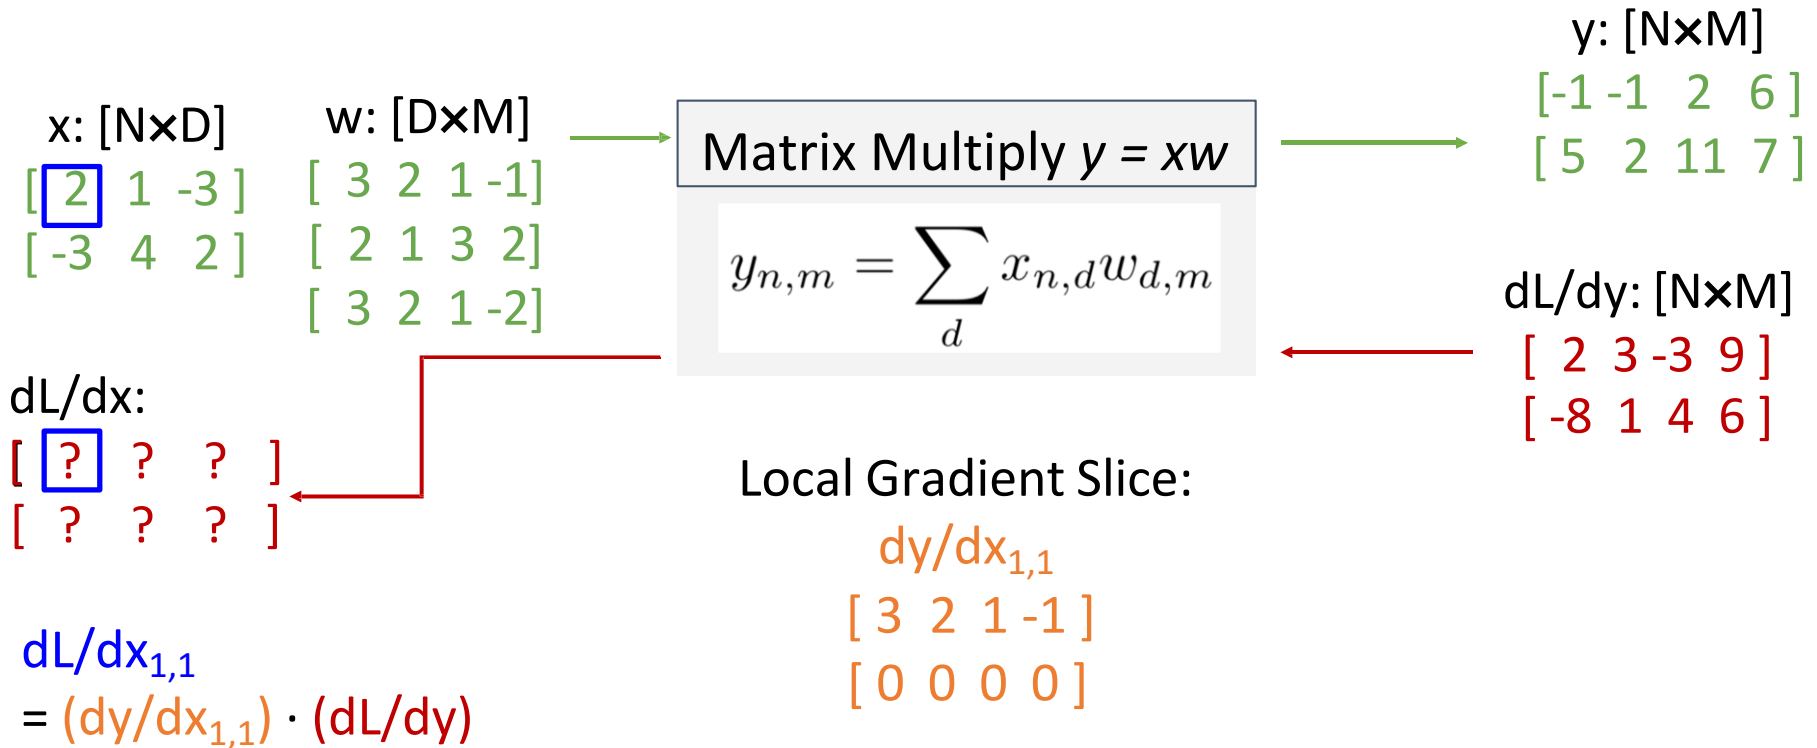 x: [N×D]
[ 2 1 -3 ]
[ -3 4 2 ]
w: [D×M]
[ 3 2 1 -1]
[ 2 1 3 2]
[ 3 2 1 -2]
Matrix Multiply y = xw
y_{n,m} = \sum_{d} x_{n,d} w_{d,m}
y: [N×M]
[-1 -1 2 6 ]
[ 5 2 11 7 ]
dL/dy: [N×M]
[ 2 3 -3 9 ]
[ -8 1 4 6 ]
dL/dx:
[ ? ? ? ]
[ ? ? ? ]
Local Gradient Slice:
dy/dx_{1,1}
[ 3 2 1 -1 ]
[ 0 0 0 0 ]
dL/dx_{1,1}
= (dy/dx_{1,1}) · (dL/dy)